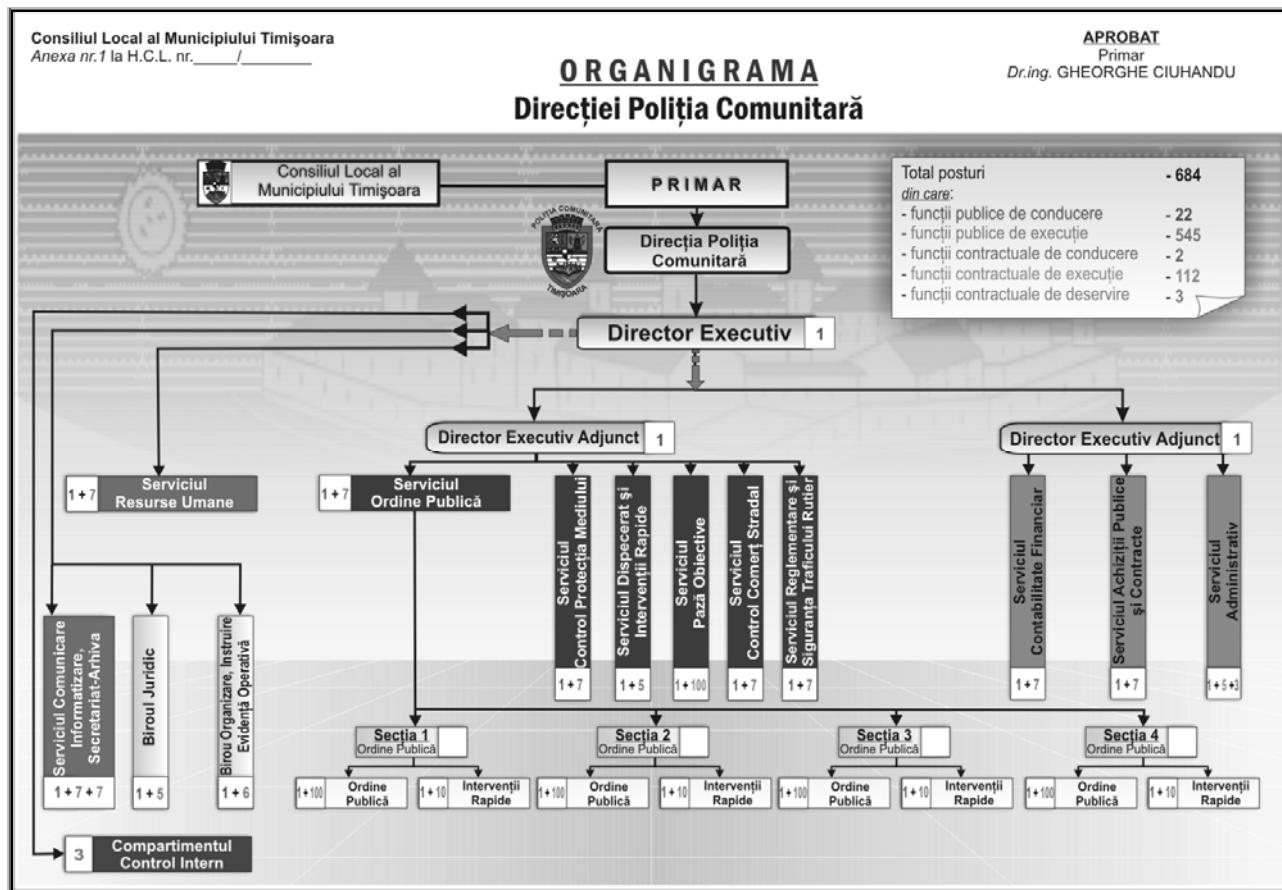 Consiliul Local al Municipiului Timişoara
Anexa nr.1 la H.C.L. nr._____/________
APROBAT
Primar
Dr.ing. GHEORGHE CIUHANDU
ORGANIGRAMA
Direcţiei Poliţia Comunitară
Consiliul Local al
Municipiului Timişoara
PRIMAR
Total posturi - 684
din care:
- funcţii publice de conducere - 22
- funcţii publice de execuţie - 545
- funcţii contractuale de conducere - 2
- funcţii contractuale de execuţie - 112
- funcţii contractuale de deservire - 3
POLIŢIA COMUNITARĂ
TIMIŞOARA
Direcţia Poliţia
Comunitară
Director Executiv 1
Director Executiv Adjunct 1
Director Executiv Adjunct 1
1 + 7
Serviciul
Resurse Umane
1 + 7
Serviciul
Ordine Publică
Serviciul
Control Protecţia Mediului
1 + 7
Serviciul Dispecerat şi
Intervenţii Rapide
1 + 5
Serviciul
Pază Obiective
1 + 100
Serviciul
Control Comerţ Stradal
1 + 7
Serviciul Reglementare şi
Siguranţa Traficului Rutier
1 + 7
Serviciul
Contabilitate Financiar
1 + 7
Serviciul Achiziţii Publice
şi Contracte
1 + 7
Serviciul
Administrativ
1 + 5 +3
Serviciul Comunicare
Informatizare,
Secretariat-Arhiva
1 + 7 + 7
Biroul Juridic
1 + 5
Birou Organizare, Instruire
Evidenţă Operativă
1 + 6
Secţia 1
Ordine Publică
Secţia 2
Ordine Publică
Secţia 3
Ordine Publică
Secţia 4
Ordine Publică
1 + 100
Ordine
Publică
1 + 10
Intervenţii
Rapide
1 + 100
Ordine
Publică
1 + 10
Intervenţii
Rapide
1 + 100
Ordine
Publică
1 + 10
Intervenţii
Rapide
1 + 100
Ordine
Publică
1 + 10
Intervenţii
Rapide
3
Compartimentul
Control Intern